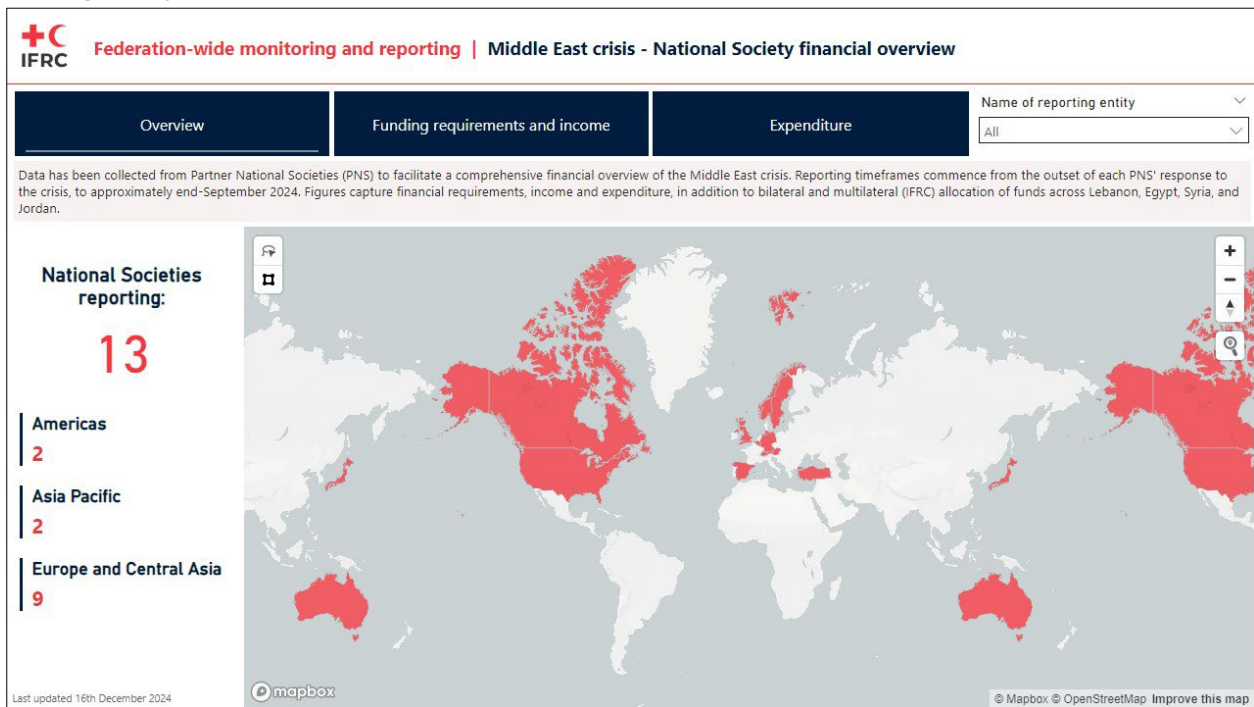 IFRC
Federation-wide monitoring and reporting | Middle East crisis - National Society financial overview
Overview
Funding requirements and income
Expenditure
Name of reporting entity
All
Data has been collected from Partner National Societies (PNS) to facilitate a comprehensive financial overview of the Middle East crisis. Reporting timeframes commence from the outset of each PNS' response to
the crisis, to approximately end-September 2024. Figures capture financial requirements, income and expenditure, in addition to bilateral and multilateral (IFRC) allocation of funds across Lebanon, Egypt, Syria, and
Jordan.
National Societies
reporting:
13
Americas
2
Asia Pacific
2
Europe and Central Asia
9
Last updated 16th December 2024
mapbox
© Mapbox © OpenStreetMap Improve this map